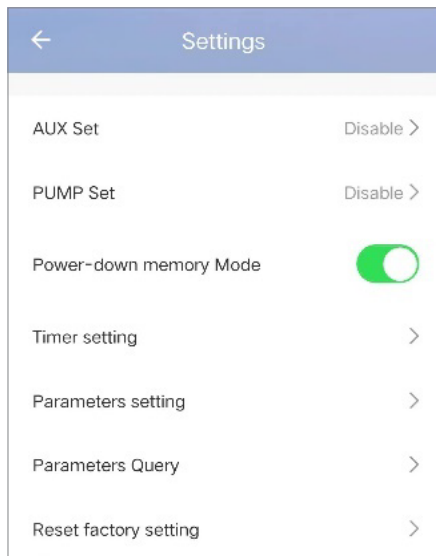 Settings
AUX Set Disable
PUMP Set Disable
Power-down memory Mode
Timer setting
Parameters setting
Parameters Query
Reset factory setting